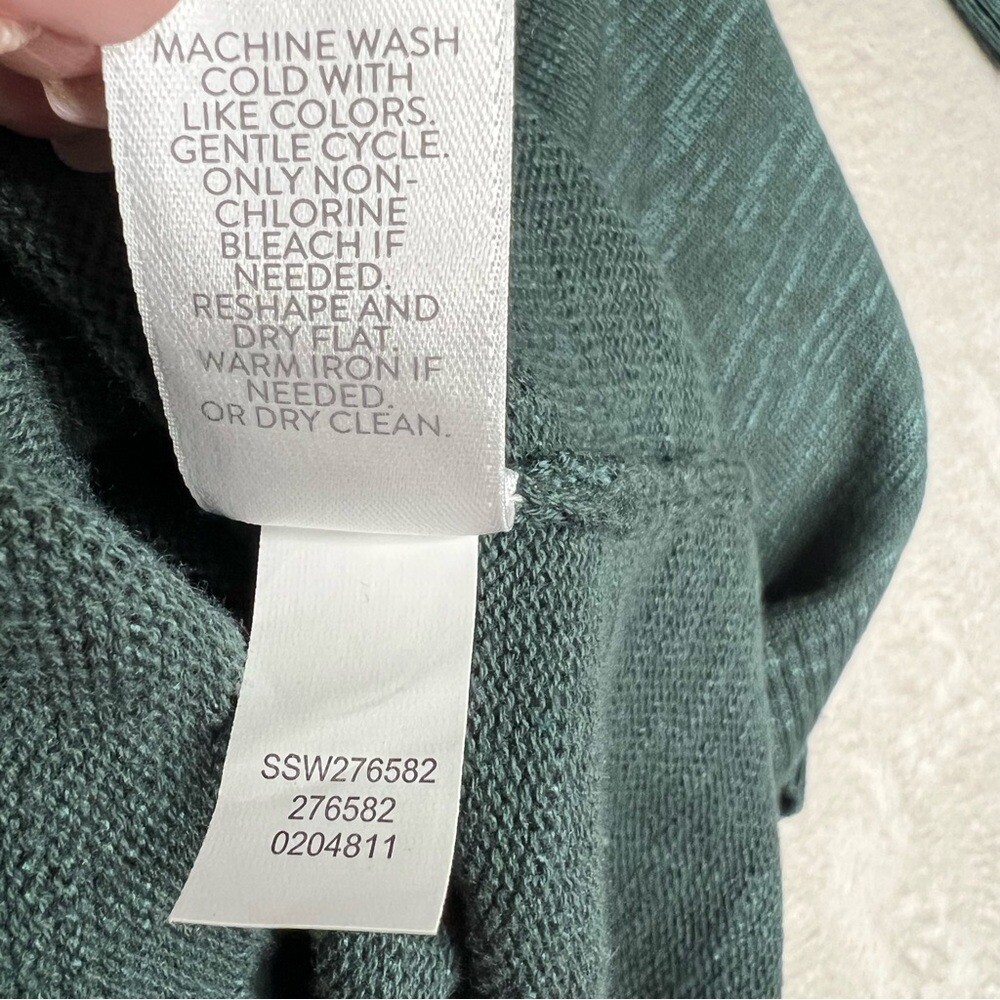 MACHINE WASH
COLD WITH
LIKE COLORS.
GENTLE CYCLE.
ONLY NON-
CHLORINE
BLEACH IF
NEEDED.
RESHAPE AND
DRY FLAT.
WARM IRON IF
NEEDED.
OR DRY CLEAN.
SSW276582
276582
0204811